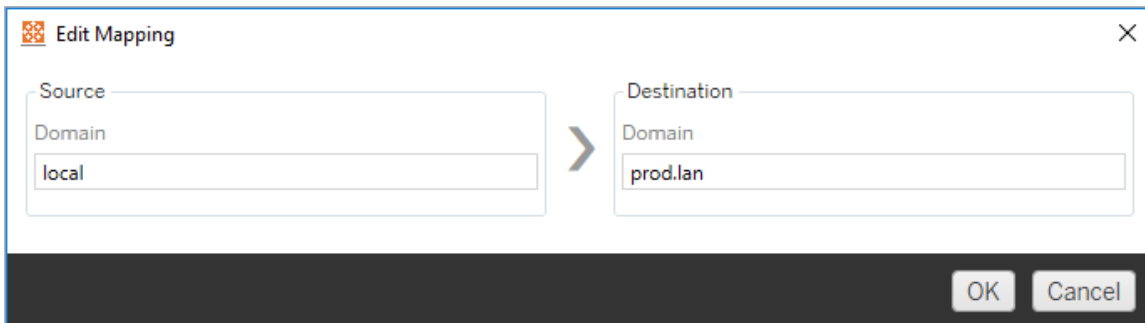 Edit Mapping
Source
Domain
local
Destination
Domain
prod.lan
OK
Cancel